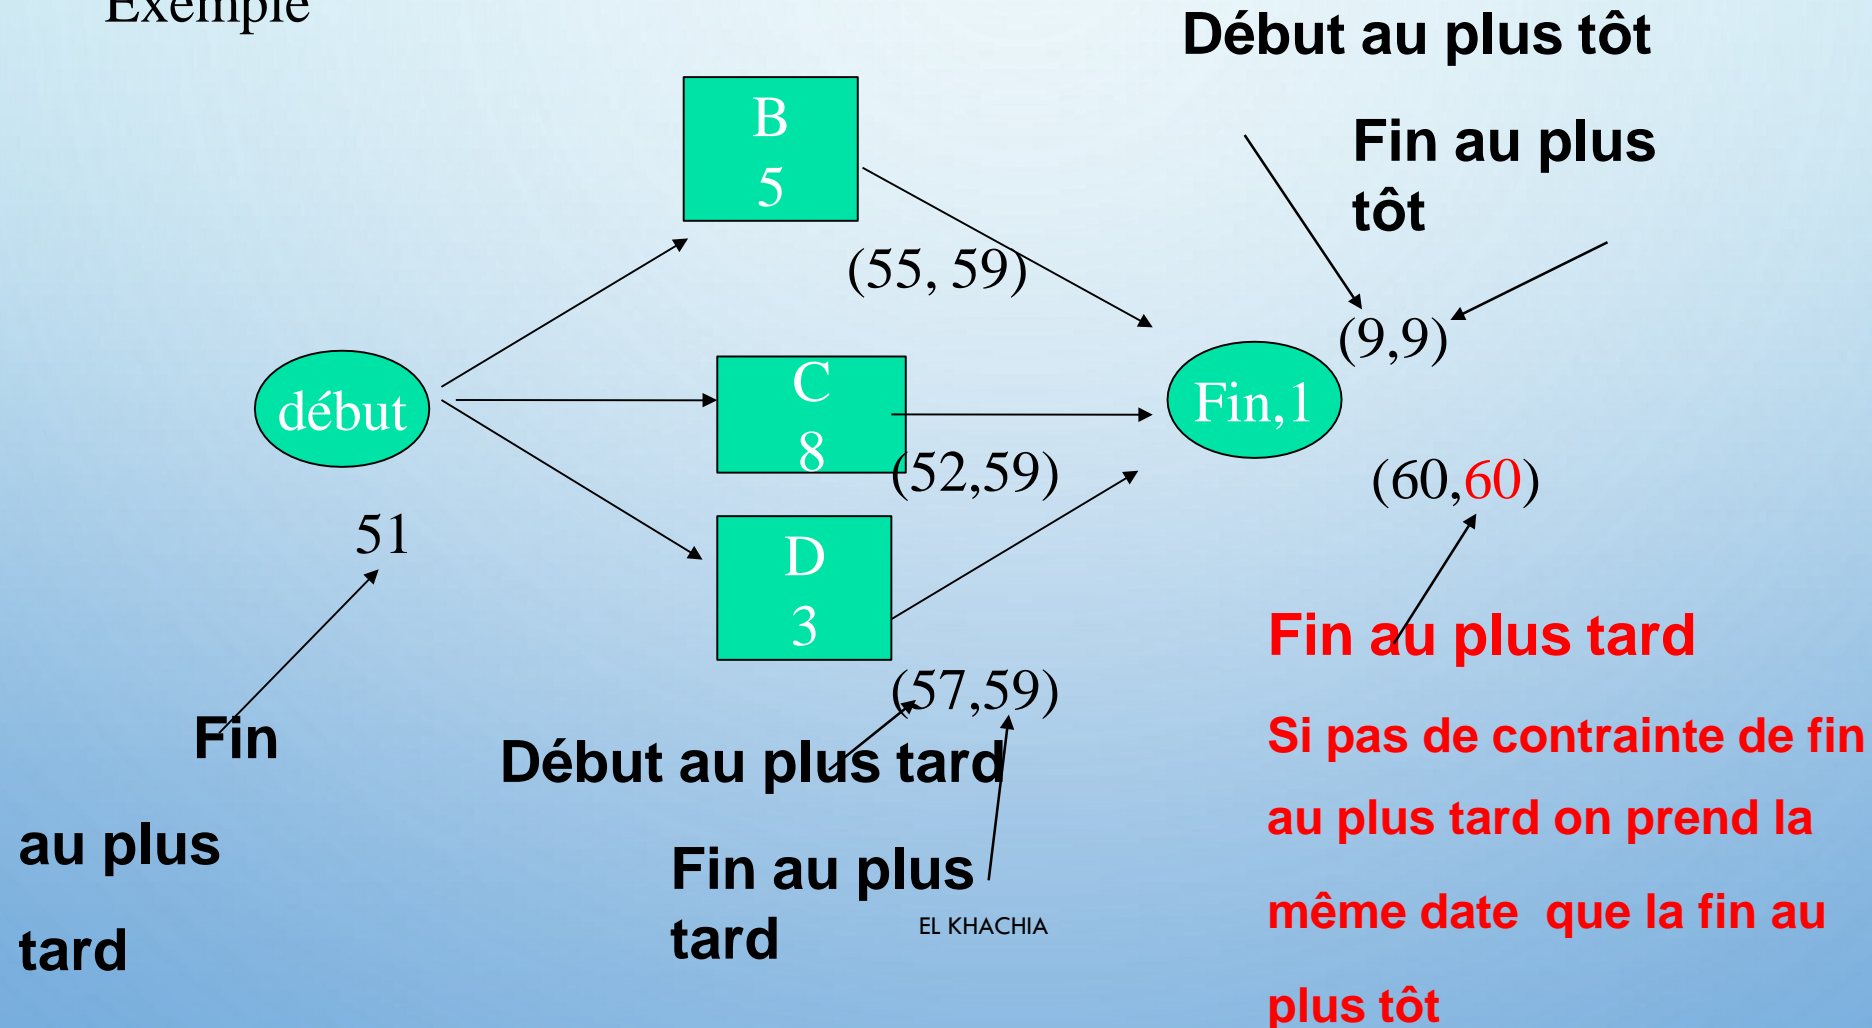 Exemple
Début au plus tôt
B
5
Fin au plus
tôt
(55, 59)
(9,9)
début
C
8
Fin,1
(52,59)
(60,60)
51
D
3
(57,59)
Fin
au plus
tard
Début au plus tard
Fin au plus
tard
Fin au plus tard
Si pas de contrainte de fin
au plus tard on prend la
même date que la fin au
plus tôt
EL KHACHIA